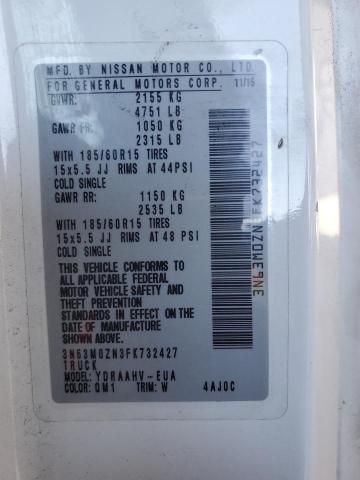 MFD. BY NISSAN MOTOR CO., LTD.
FOR GENERAL MOTORS CORP. 11/15
GVWR: 2155 KG
4751 LB
GAWR FR: 1050 KG
2315 LB
WITH 185/60R15 TIRES
15x5.5 JJ RIMS AT 44PSI
COLD SINGLE
GAWR RR: 1150 KG
2535 LB
WITH 185/60R15 TIRES
15x5.5 JJ RIMS AT 48 PSI
COLD SINGLE
THIS VEHICLE CONFORMS TO
ALL APPLICABLE FEDERAL
MOTOR VEHICLE SAFETY AND
THEFT PREVENTION
STANDARDS IN EFFECT ON THE
DATE OF MANUFACTURE
SHOWN ABOVE.
3N63M0ZN3FK732427
TRUCK
MODEL: YDRAAHV-EUA
COLOR: QM1 TRIM: W 4AJ0C